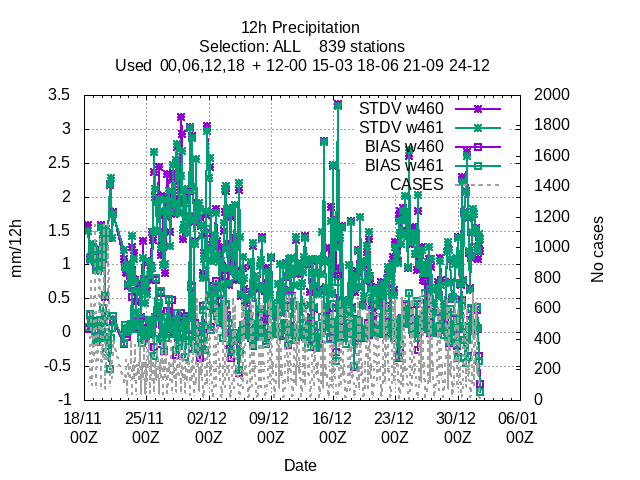 12h Precipitation
Selection: ALL 839 stations
Used 00,06,12,18 + 12-00 15-03 18-06 21-09 24-12
3.5
3
2.5
2
1.5
1
0.5
0
-0.5
-1
mm/12h
STDV w460
STDV w461
BIAS w460
BIAS w461
CASES
2000
1800
1600
1400
1200
1000
800
600
400
200
0
No cases
18/11 25/11 02/12 09/12 16/12 23/12 30/12 06/01
00Z 00Z 00Z 00Z 00Z 00Z 00Z 00Z
Date